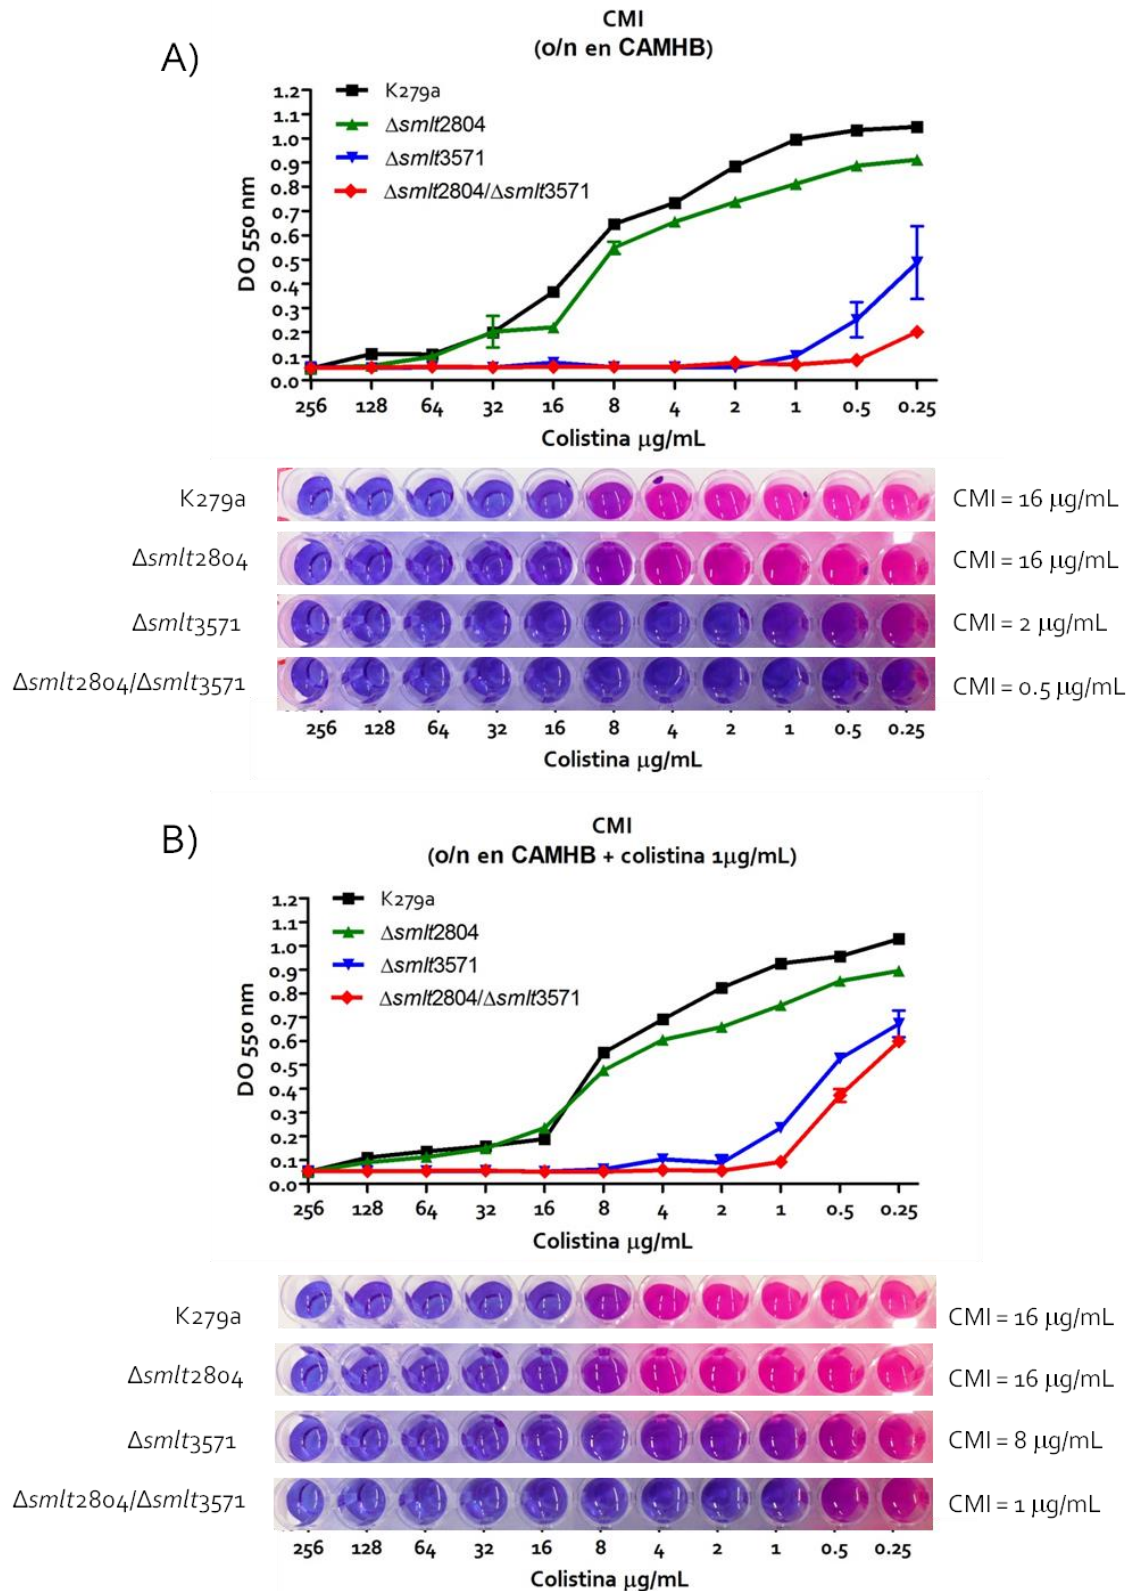 A)
CMI
(o/n en CAMHB)
K279a
Δsmlt2804
Δsmlt3571
Δsmlt2804/Δsmlt3571
DO 550 nm
1.2
1.1
1.0
0.9
0.8
0.7
0.6
0.5
0.4
0.3
0.2
0.1
0.0
256 128 64 32 16 8 4 2 1 0.5 0.25
Colistina µg/mL
K279a CMI = 16 µg/mL
Δsmlt2804 CMI = 16 µg/mL
Δsmlt3571 CMI = 2 µg/mL
Δsmlt2804/Δsmlt3571 CMI = 0.5 µg/mL
256 128 64 32 16 8 4 2 1 0.5 0.25
Colistina µg/mL
B)
CMI
(o/n en CAMHB + colistina 1µg/mL)
K279a
Δsmlt2804
Δsmlt3571
Δsmlt2804/Δsmlt3571
DO 550 nm
1.2
1.1
1.0
0.9
0.8
0.7
0.6
0.5
0.4
0.3
0.2
0.1
0.0
256 128 64 32 16 8 4 2 1 0.5 0.25
Colistina µg/mL
K279a CMI = 16 µg/mL
Δsmlt2804 CMI = 16 µg/mL
Δsmlt3571 CMI = 8 µg/mL
Δsmlt2804/Δsmlt3571 CMI = 1 µg/mL
256 128 64 32 16 8 4 2 1 0.5 0.25
Colistina µg/mL